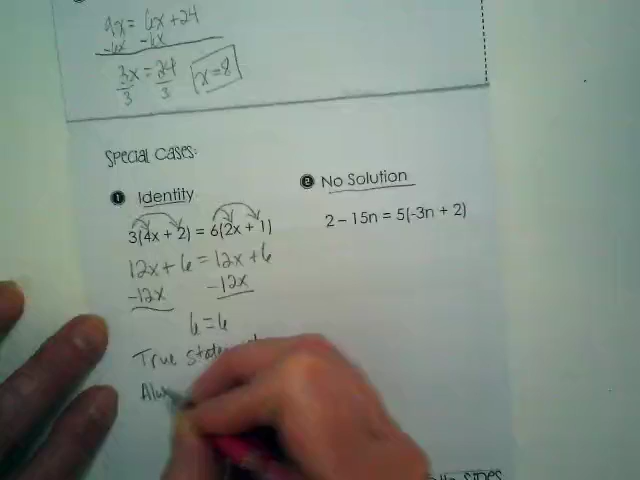 9x = 6x + 24
-6x -6x
3x = 24
3 3
x = 8
Special Cases:
1 Identity
3(4x + 2) = 6(2x + 1)
12x + 6 = 12x + 6
-12x -12x
6 = 6
True
2 No Solution
2 – 15n = 5(-3n + 2)